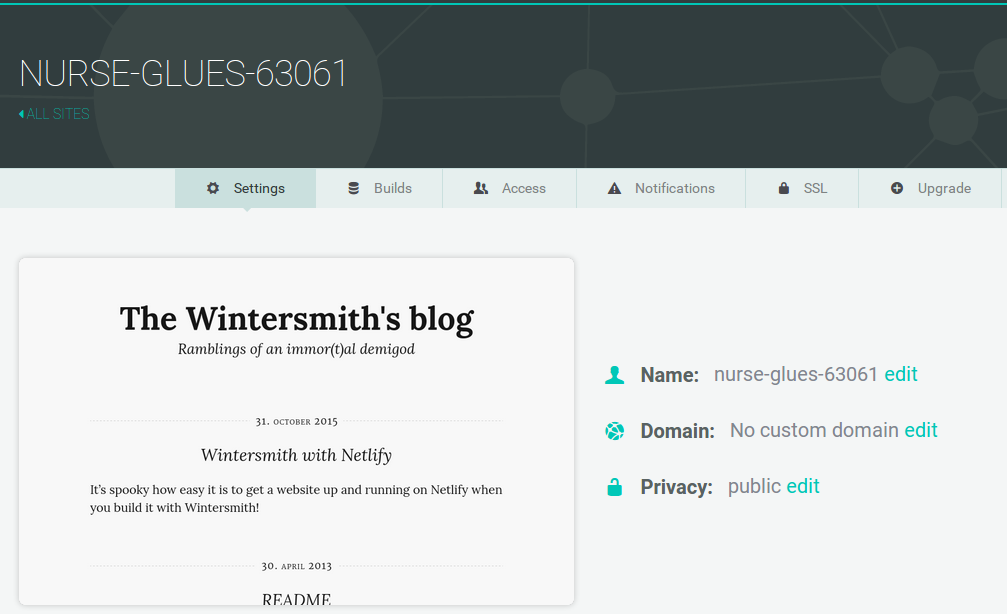 NURSE-GLUES-63061
ALL SITES
Settings Builds Access Notifications SSL Upgrade
The Wintersmith's blog
Ramblings of an immor(t)al demigod
31. OCTOBER 2015
Wintersmith with Netlify
It's spooky how easy it is to get a website up and running on Netlify when
you build it with Wintersmith!
30. APRIL 2013
README
Name: nurse-glues-63061 edit
Domain: No custom domain edit
Privacy: public edit